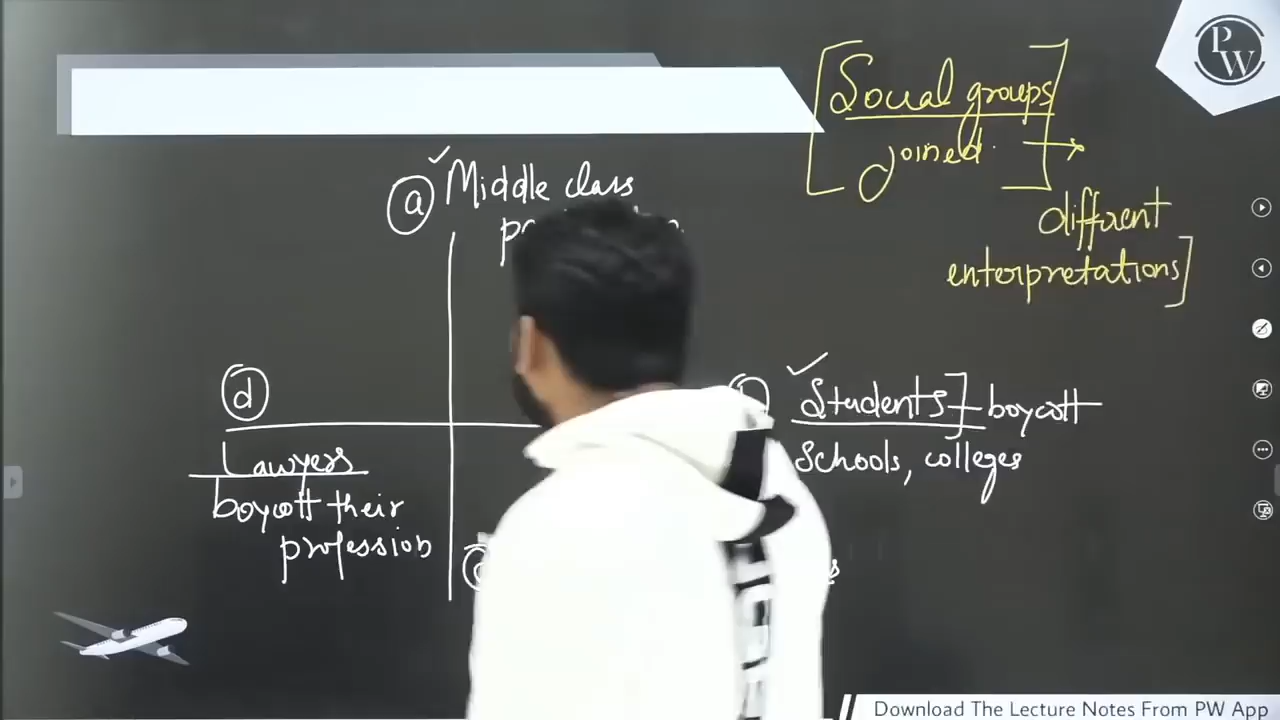 PW
Social groups
joined →
diffrent
enterpretations]
✓ Middle class
(a)
✓ Students] boycott
schools, colleges
(d)
Lawyers
boycott their
profession
Download The Lecture Notes From PW App